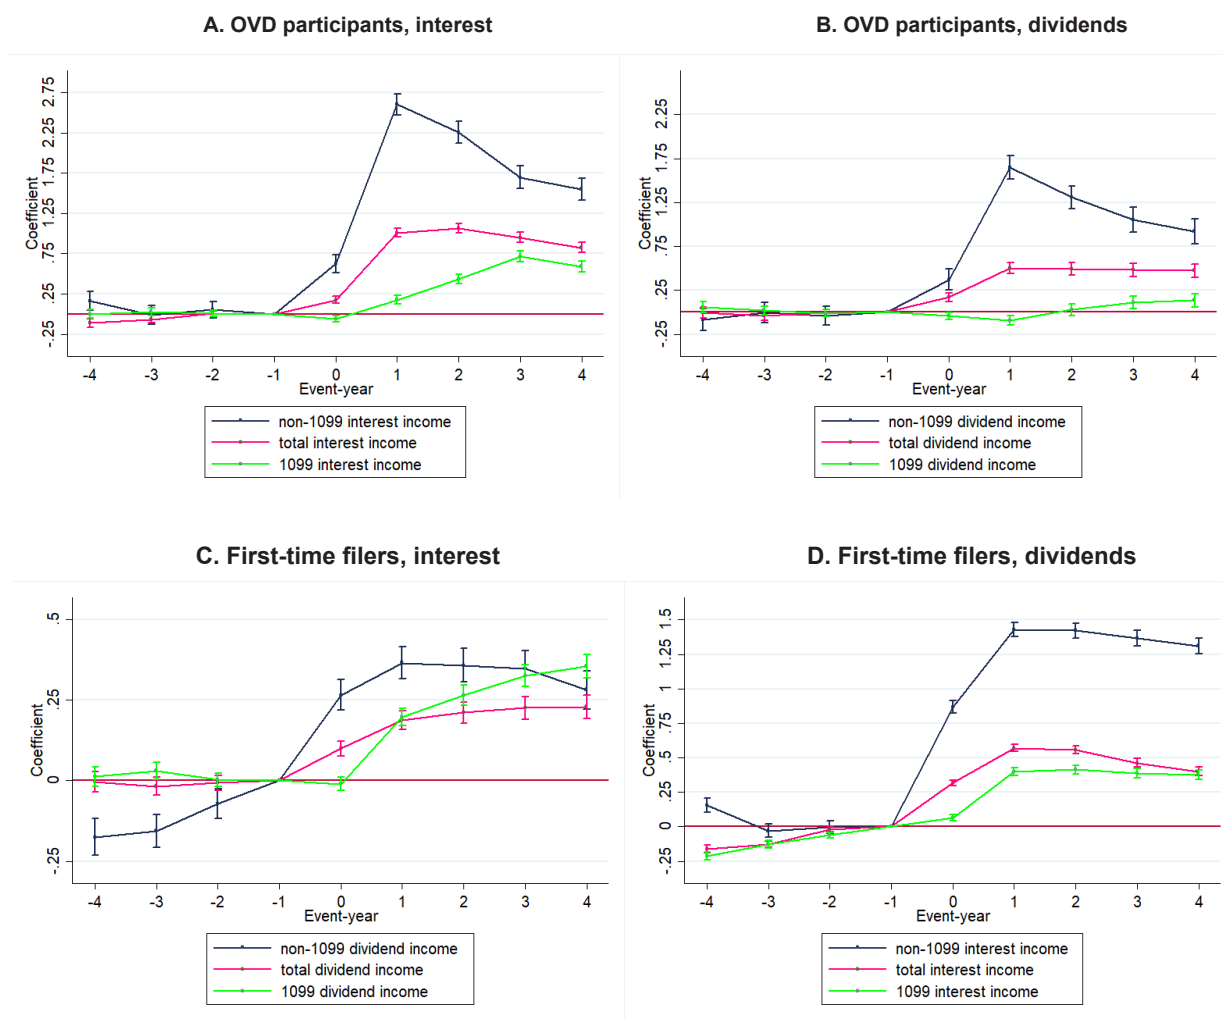 A. OVD participants, interest
Coefficient
2.75
2.25
1.75
1.25
.75
.25
-.25
-4 -3 -2 -1 0 1 2 3 4
Event-year
non-1099 interest income
total interest income
1099 interest income
B. OVD participants, dividends
Coefficient
2.25
1.75
1.25
.75
.25
-.25
-4 -3 -2 -1 0 1 2 3 4
Event-year
non-1099 dividend income
total dividend income
1099 dividend income
C. First-time filers, interest
Coefficient
.5
.25
0
-.25
-4 -3 -2 -1 0 1 2 3 4
Event-year
non-1099 dividend income
total dividend income
1099 dividend income
D. First-time filers, dividends
Coefficient
1.5
1.25
1
.75
.5
.25
0
-.25
-4 -3 -2 -1 0 1 2 3 4
Event-year
non-1099 interest income
total interest income
1099 interest income